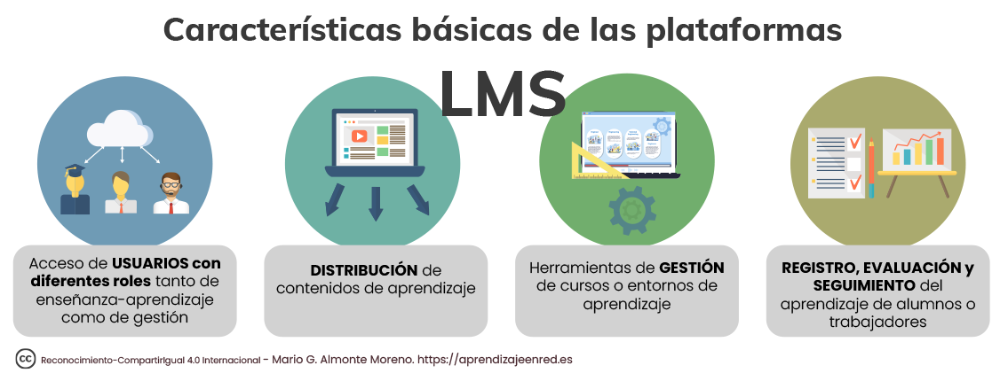 Características básicas de las plataformas
LMS
Acceso de USUARIOS con
diferentes roles tanto de
enseñanza-aprendizaje
como de gestión
DISTRIBUCIÓN de
contenidos de aprendizaje
Herramientas de GESTIÓN
de cursos o entornos de
aprendizaje
REGISTRO, EVALUACIÓN y
SEGUIMIENTO del
aprendizaje de alumnos o
trabajadores
cc Reconocimiento-CompartirIgual 4.0 Internacional - Mario G. Almonte Moreno. https://aprendizajeenred.es